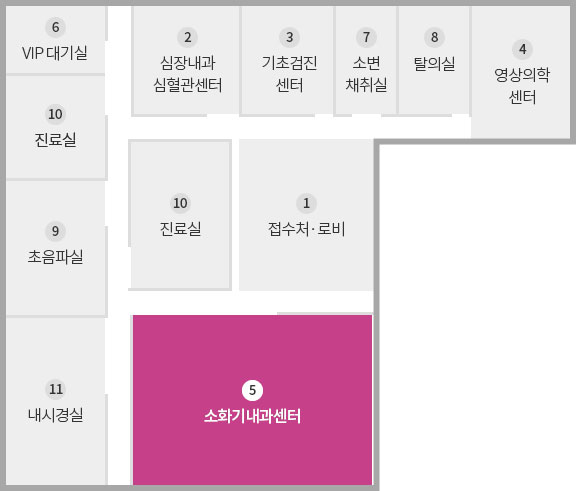 6
VIP 대기실
2
심장내과
심혈관센터
3
기초검진
센터
7
소변
채취실
8
탈의실
4
영상의학
센터
10
진료실
10
진료실
1
접수처·로비
9
초음파실
11
내시경실
5
소화기내과센터